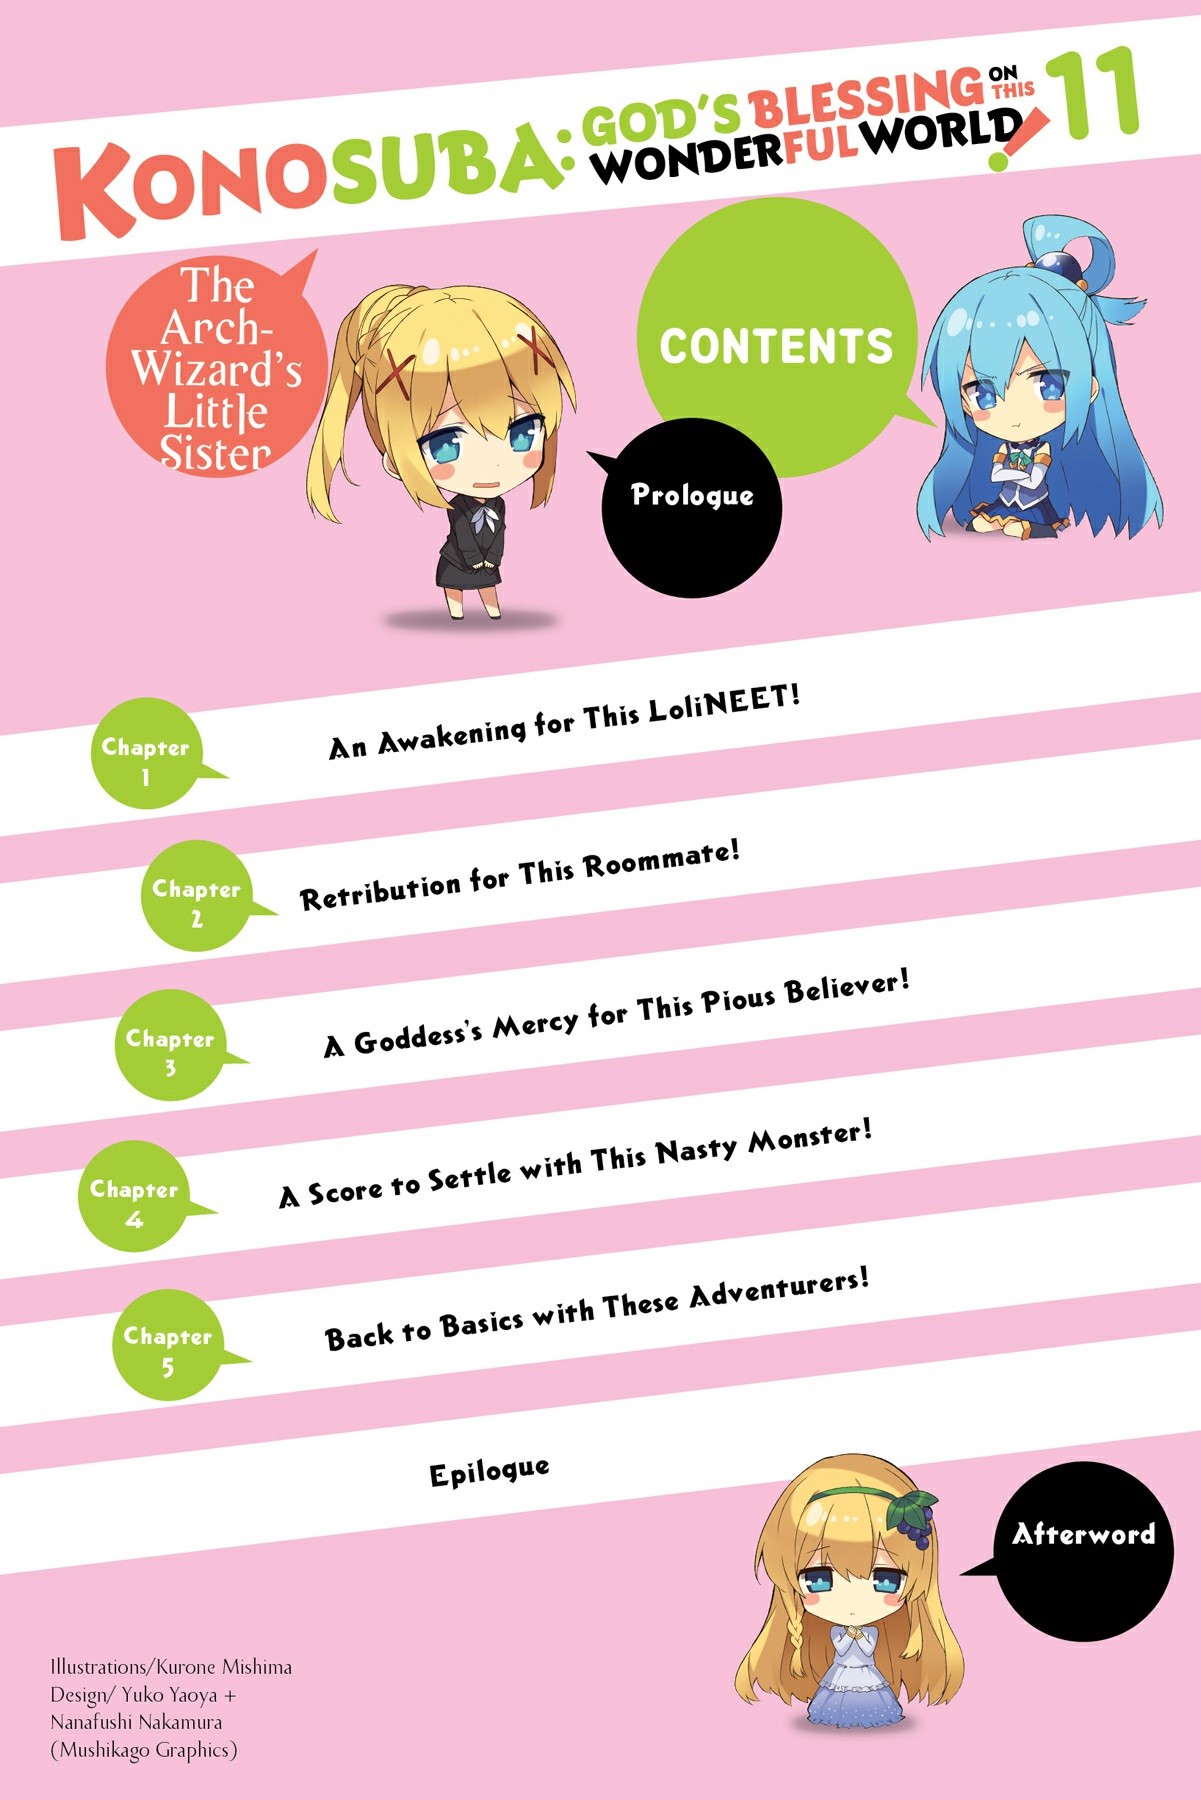 KONOSUBA: GOD'S BLESSING ON THIS WONDERFUL WORLD! 11
The
Arch-
Wizard's
Little
Sister
CONTENTS
Prologue
Chapter
1
An Awakening for This LoliNEET!
Chapter
2
Retribution for This Roommate!
Chapter
3
A Goddess's Mercy for This Pious Believer!
Chapter
4
A Score to Settle with This Nasty Monster!
Chapter
5
Back to Basics with These Adventurers!
Epilogue
Afterword
Illustrations/Kurone Mishima
Design/ Yuko Yaoya +
Nanafushi Nakamura
(Mushikago Graphics)